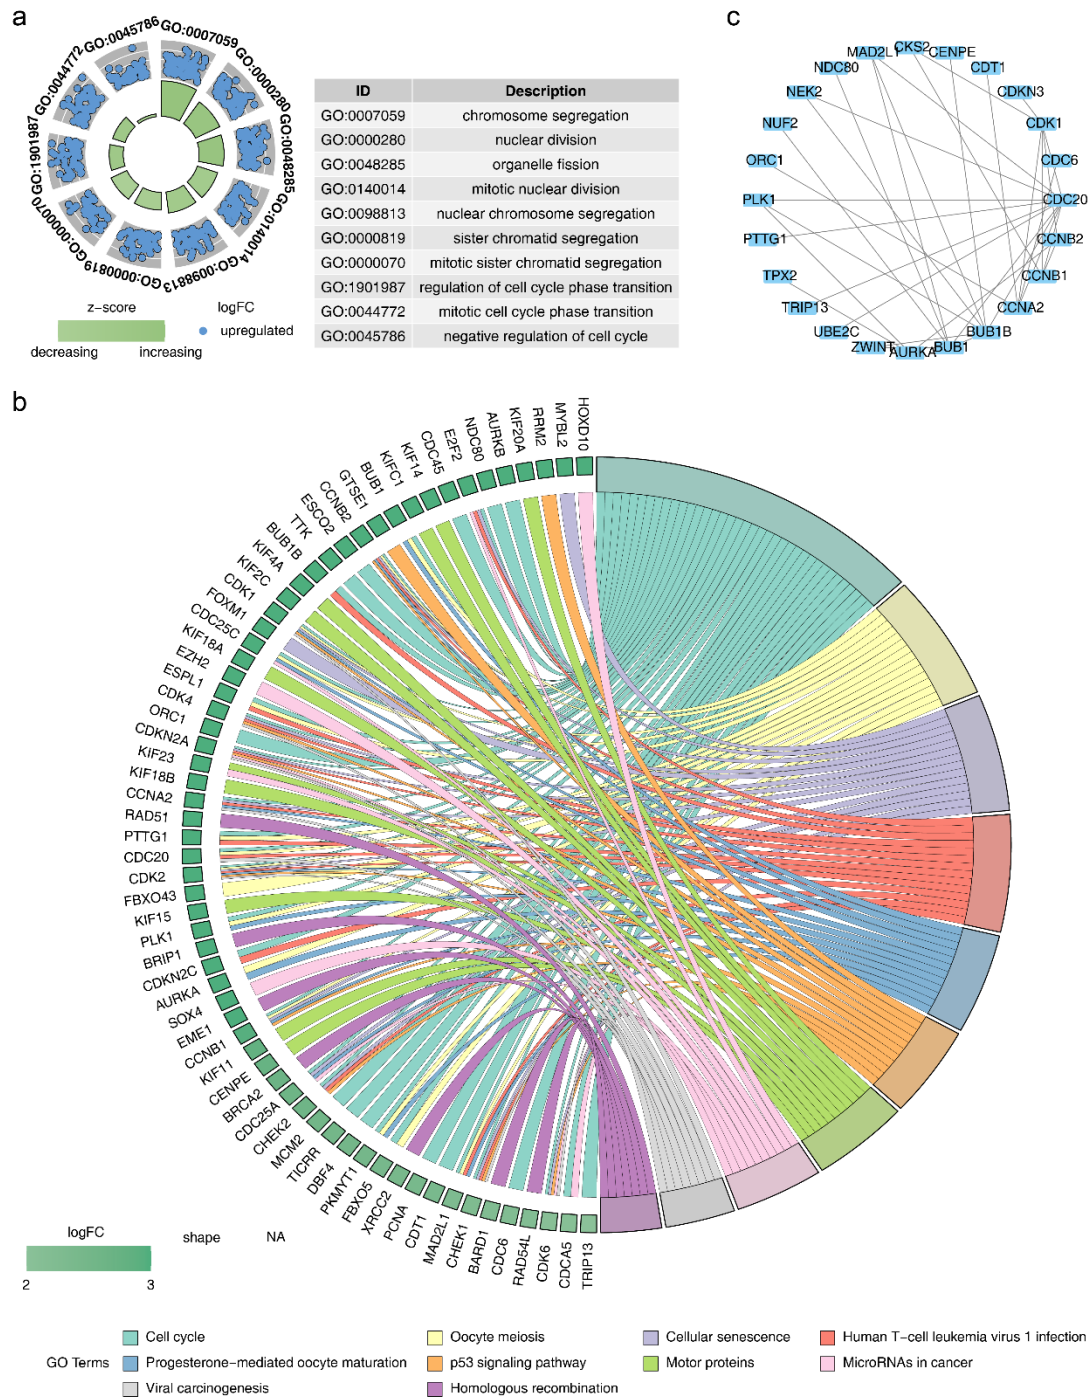 a
GO:0007059
GO:0000280
GO:0048285
GO:0140014
GO:0098813
GO:0000819
GO:0000070
GO:1901987
GO:0044772
GO:0045786
z−score
decreasing
increasing
logFC
upregulated
ID Description
GO:0007059 chromosome segregation
GO:0000280 nuclear division
GO:0048285 organelle fission
GO:0140014 mitotic nuclear division
GO:0098813 nuclear chromosome segregation
GO:0000819 sister chromatid segregation
GO:0000070 mitotic sister chromatid segregation
GO:1901987 regulation of cell cycle phase transition
GO:0044772 mitotic cell cycle phase transition
GO:0045786 negative regulation of cell cycle
c
CKS2
CENPE
CDT1
CDKN3
CDK1
CDC6
CDC20
CCNB2
CCNB1
CCNA2
BUB1B
BUB1
AURKA
ZWINT
UBE2C
TRIP13
TPX2
PTTG1
PLK1
ORC1
NUF2
NEK2
NDC80
MAD2L1
b
HOXD10
MYBL2
RRM2
KIF20A
AURKB
NDC80
E2F2
CDC45
KIF14
KIFC1
BUB1
GTSE1
CCNB2
ESCO2
TTK
BUB1B
KIF4A
KIF2C
CDK1
FOXM1
CDC25C
KIF18A
EZH2
ESPL1
CDK4
ORC1
CDKN2A
KIF23
KIF18B
CCNA2
RAD51
PTTG1
CDC20
CDK2
FBXO43
KIF15
PLK1
BRIP1
CDKN2C
AURKA
SOX4
EME1
CCNB1
KIF11
CENPE
BRCA2
CDC25A
CHEK2
MCM2
TICRR
DBF4
PKMYT1
FBXO5
XRCC2
PCNA
CDT1
MAD2L1
CHEK1
BARD1
CDC6
RAD54L
CDK6
CDCA5
TRIP13
logFC
2 3
shape NA
GO Terms
Cell cycle
Oocyte meiosis
Cellular senescence
Human T−cell leukemia virus 1 infection
Progesterone−mediated oocyte maturation
p53 signaling pathway
Motor proteins
MicroRNAs in cancer
Viral carcinogenesis
Homologous recombination